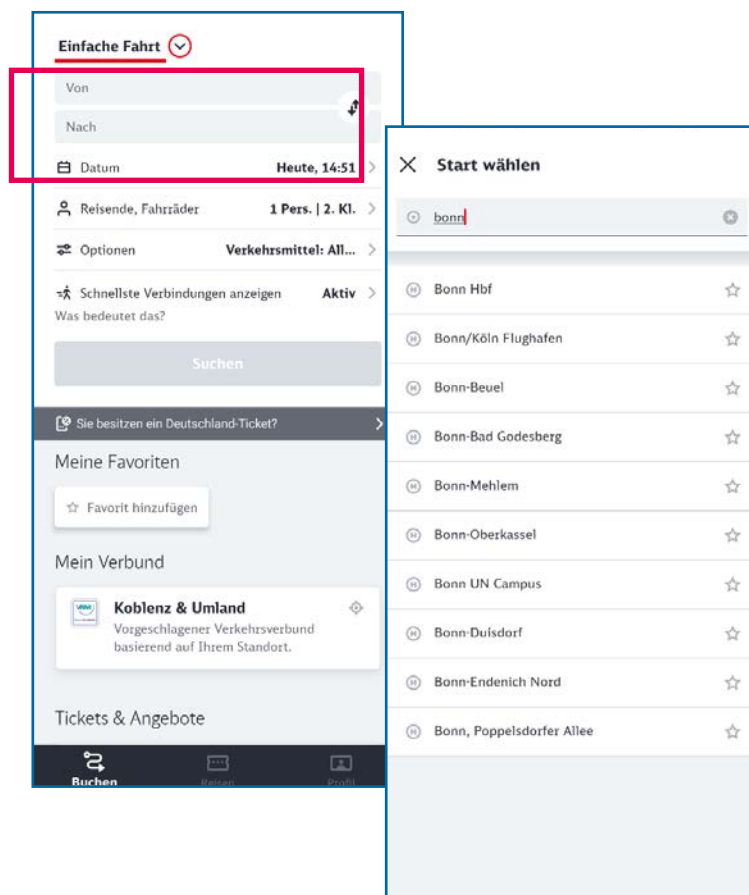 Einfache Fahrt
Von
Nach
Datum Heute, 14:51
Reisende, Fahrräder 1 Pers. | 2. Kl.
Optionen Verkehrsmittel: All...
Schnellste Verbindungen anzeigen Aktiv
Was bedeutet das?
Suchen
Sie besitzen ein Deutschland-Ticket?
Meine Favoriten
Favorit hinzufügen
Mein Verbund
Koblenz & Umland
Vorgeschlagener Verkehrsverbund
basierend auf Ihrem Standort.
Tickets & Angebote
Buchen Reisen Profil
Start wählen
bonn
Bonn Hbf
Bonn/Köln Flughafen
Bonn-Beuel
Bonn-Bad Godesberg
Bonn-Mehlem
Bonn-Oberkassel
Bonn UN Campus
Bonn-Duisdorf
Bonn-Endenich Nord
Bonn, Poppelsdorfer Allee